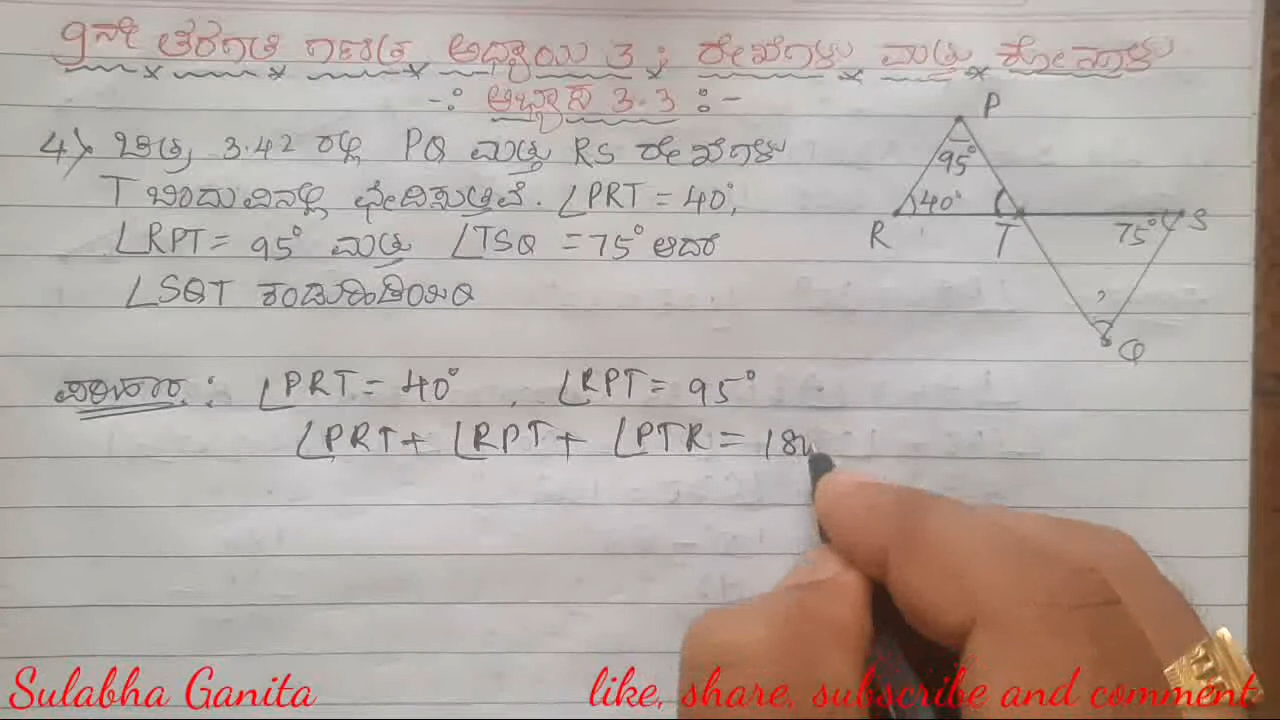 9ನೇ ತರಗತಿ ಗಣಿತ ಅಧ್ಯಾಯ 3 ; ರೇಖೆಗಳು ಮತ್ತು ಕೋನಗಳು
-: ಅಭ್ಯಾಸ 3.3 :-
4) ಚಿತ್ರ 3.42 ರಲ್ಲಿ PQ ಮತ್ತು RS ರೇಖೆಗಳು
T ಬಿಂದುವಿನಲ್ಲಿ ಛೇದಿಸುತ್ತವೆ. ∠PRT = 40°,
∠RPT = 95° ಮತ್ತು ∠TSQ = 75° ಆದರೆ
∠SQT ಕಂಡುಹಿಡಿಯಿರಿ
P
95°
40°
R
T
75°
S
?
Q
ಪರಿಹಾರ : ∠PRT = 40° , ∠RPT = 95°
∠PRT + ∠RPT + ∠PTR = 180
Sulabha Ganita
like, share, subscribe and comment